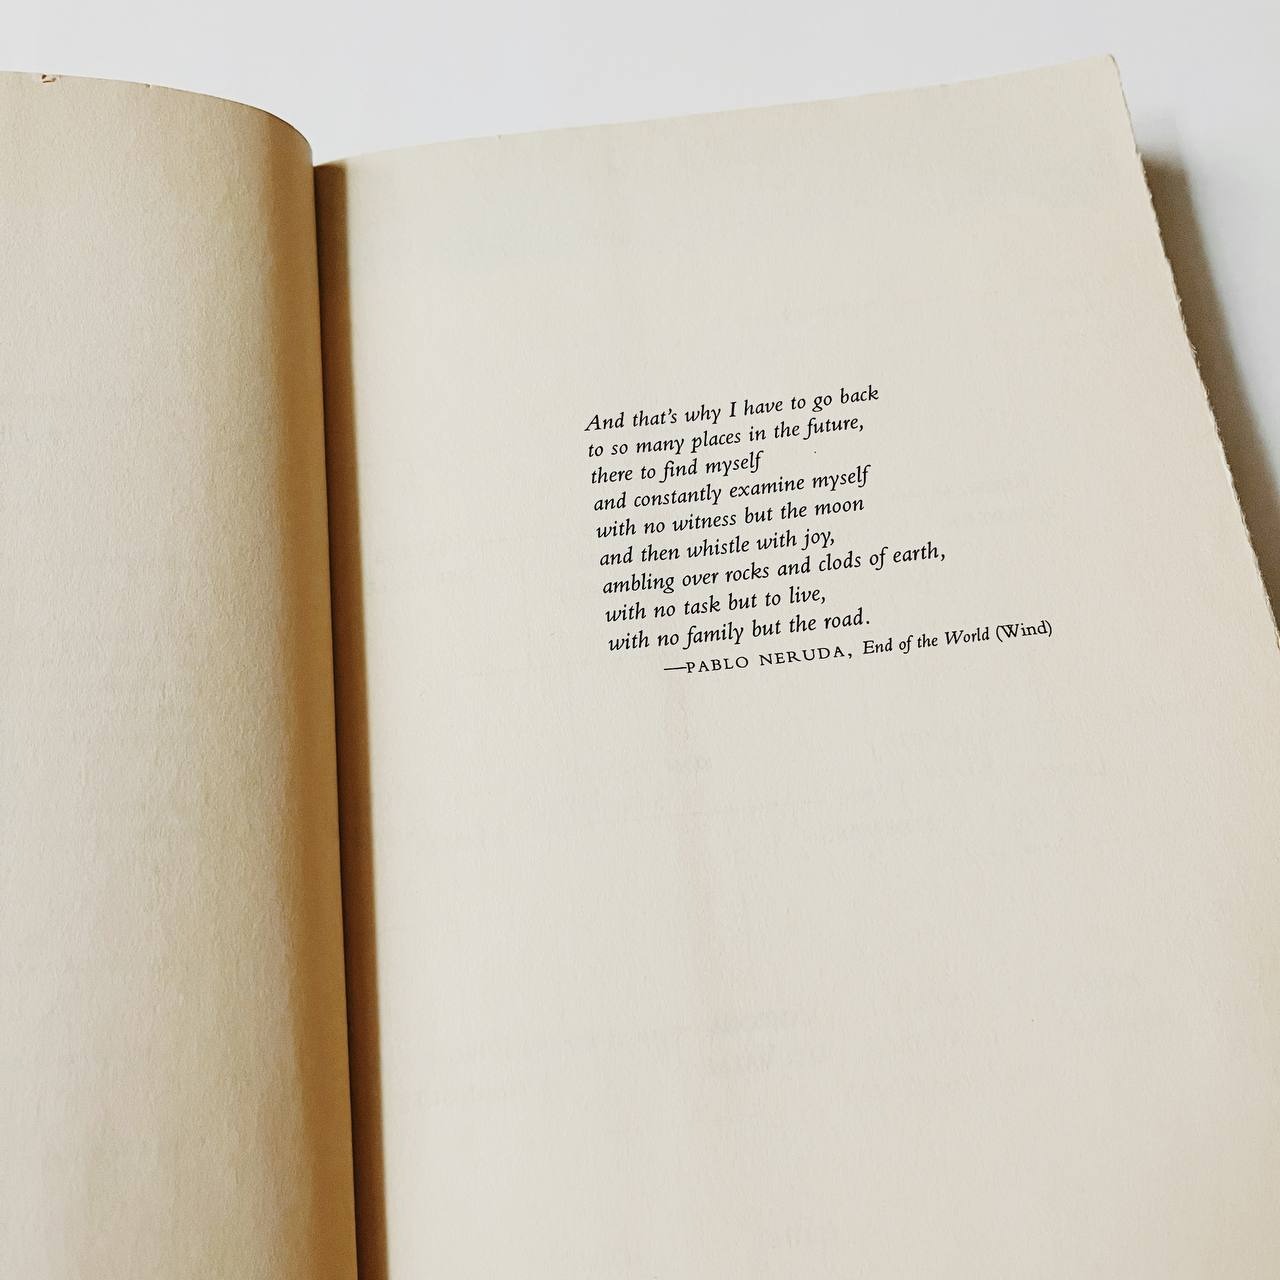 And that's why I have to go back
to so many places in the future,
there to find myself
and constantly examine myself
with no witness but the moon
and then whistle with joy,
ambling over rocks and clods of earth,
with no task but to live,
with no family but the road.
—PABLO NERUDA, End of the World (Wind)